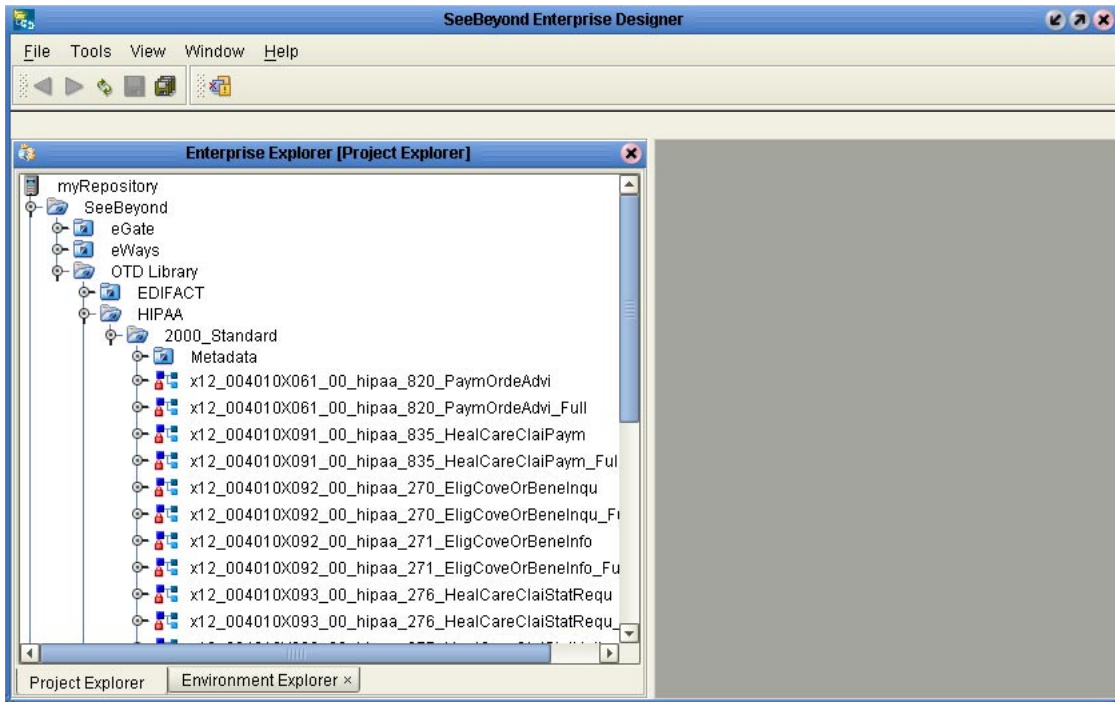 SeeBeyond Enterprise Designer
File Tools View Window Help
Enterprise Explorer [Project Explorer]
myRepository
SeeBeyond
eGate
eWays
OTD Library
EDIFACT
HIPAA
2000_Standard
Metadata
x12_004010X061_00_hipaa_820_PaymOrdeAdvi
x12_004010X061_00_hipaa_820_PaymOrdeAdvi_Full
x12_004010X091_00_hipaa_835_HealCareClaiPaym
x12_004010X091_00_hipaa_835_HealCareClaiPaym_Ful
x12_004010X092_00_hipaa_270_EligCoveOrBeneInqu
x12_004010X092_00_hipaa_270_EligCoveOrBeneInqu_Fu
x12_004010X092_00_hipaa_271_EligCoveOrBeneInfo
x12_004010X092_00_hipaa_271_EligCoveOrBeneInfo_Fu
x12_004010X093_00_hipaa_276_HealCareClaiStatRequ
x12_004010X093_00_hipaa_276_HealCareClaiStatRequ_
Project Explorer Environment Explorer ×